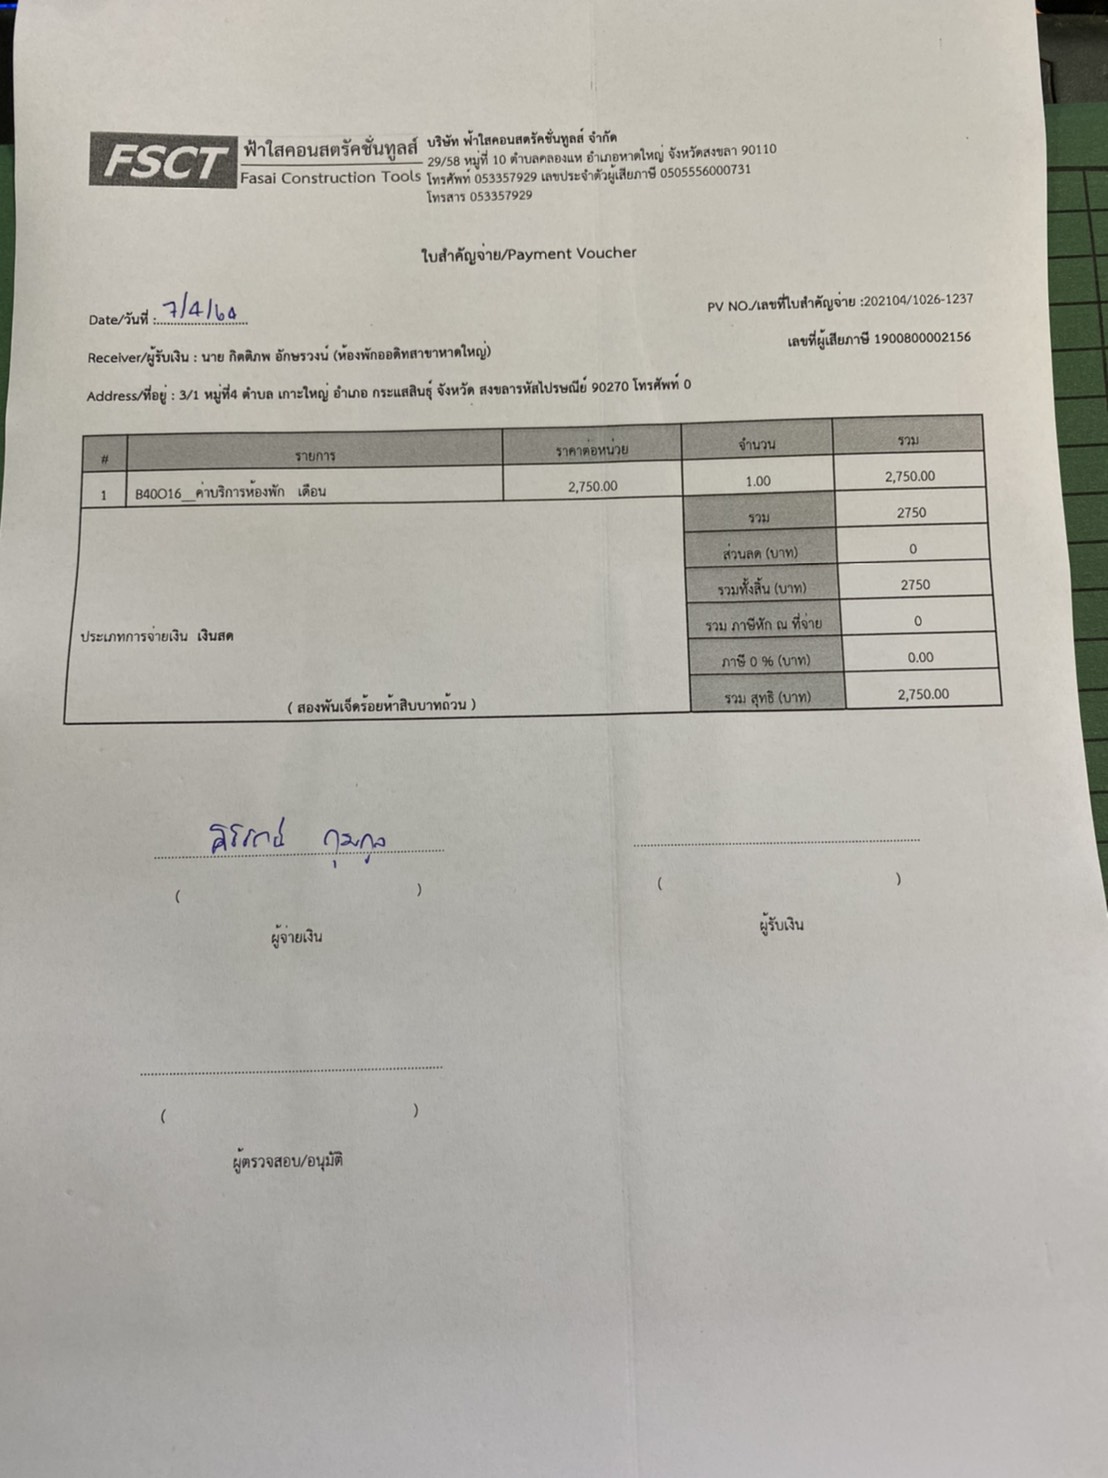 FSCT
ฟ้าใสคอนสตรัคชั่นทูลส์
Fasai Construction Tools
บริษัท ฟ้าใสคอนสตรัคชั่นทูลส์ จำกัด
29/58 หมู่ที่ 10 ตำบลคลองแห อำเภอหาดใหญ่ จังหวัดสงขลา 90110
โทรศัพท์ 053357929 เลขประจำตัวผู้เสียภาษี 0505556000731
โทรสาร 053357929
ใบสำคัญจ่าย/Payment Voucher
Date/วันที่ : 7/4/64
PV NO./เลขที่ใบสำคัญจ่าย :202104/1026-1237
เลขที่ผู้เสียภาษี 1900800002156
Receiver/ผู้รับเงิน : นาย กิตติภพ อักษรวงน์ (ห้องพักออดิทสาขาหาดใหญ่)
Address/ที่อยู่ : 3/1 หมู่ที่4 ตำบล เกาะใหญ่ อำเภอ กระแสสินธุ์ จังหวัด สงขลารหัสไปรษณีย์ 90270 โทรศัพท์ 0
# รายการ ราคาต่อหน่วย จำนวน รวม
1 B40O16__ค่าบริการห้องพัก เดือน 2,750.00 1.00 2,750.00
รวม 2750
ส่วนลด (บาท) 0
รวมทั้งสิ้น (บาท) 2750
รวม ภาษีหัก ณ ที่จ่าย 0
ประเภทการจ่ายเงิน เงินสด
ภาษี 0 % (บาท) 0.00
( สองพันเจ็ดร้อยห้าสิบบาทถ้วน )
รวม สุทธิ (บาท) 2,750.00
( )
( )
ผู้จ่ายเงิน
ผู้รับเงิน
( )
ผู้ตรวจสอบ/อนุมัติ